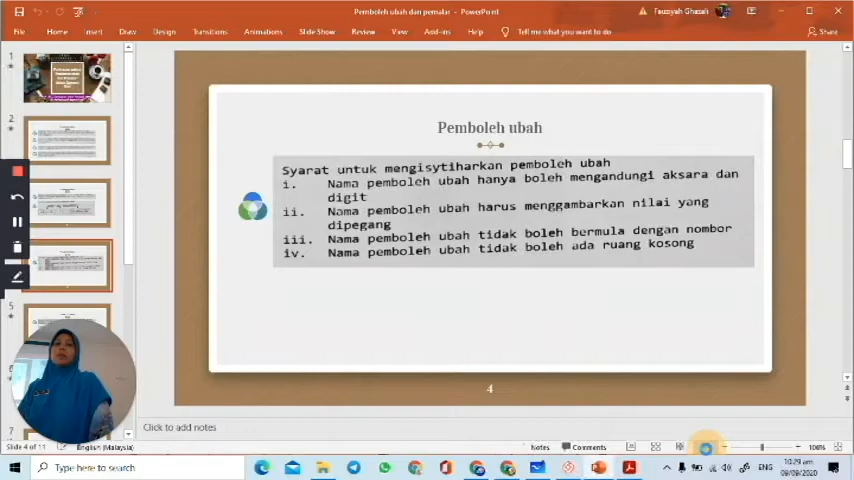 Pemboleh ubah dan pemalar - PowerPoint
Fauziyah Ghazali
File Home Insert Draw Design Transitions Animations Slide Show Review View Add-ins Help Tell me what you want to do Share
1
2
5
7
Pemboleh ubah
Syarat untuk mengisytiharkan pemboleh ubah
i. Nama pemboleh ubah hanya boleh mengandungi aksara dan
digit
ii. Nama pemboleh ubah harus menggambarkan nilai yang
dipegang
iii. Nama pemboleh ubah tidak boleh bermula dengan nombor
iv. Nama pemboleh ubah tidak boleh ada ruang kosong
4
Click to add notes
Slide 4 of 11 English (Malaysia) Notes Comments 100%
Type here to search
ENG
10:29 am
09/09/2020